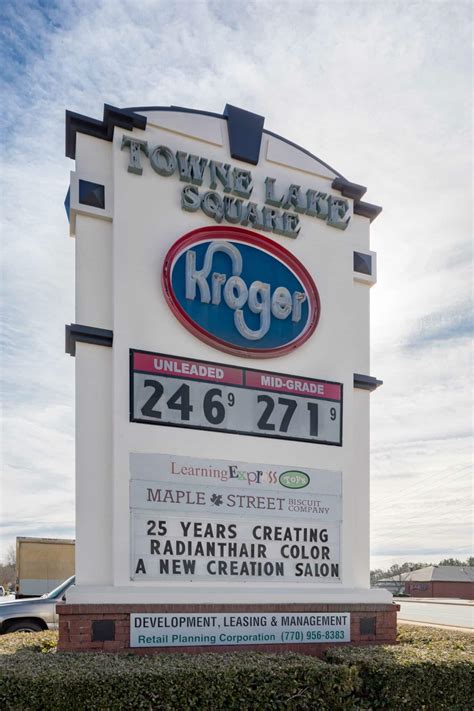 TOWNE LAKE
SQUARE
Kroger
UNLEADED MID-GRADE
246 9 271 9
Learning Express Toys
MAPLE STREET BISCUIT COMPANY
25 YEARS CREATING
RADIANTHAIR COLOR
A NEW CREATION SALON
DEVELOPMENT, LEASING & MANAGEMENT
Retail Planning Corporation (770) 956-8383